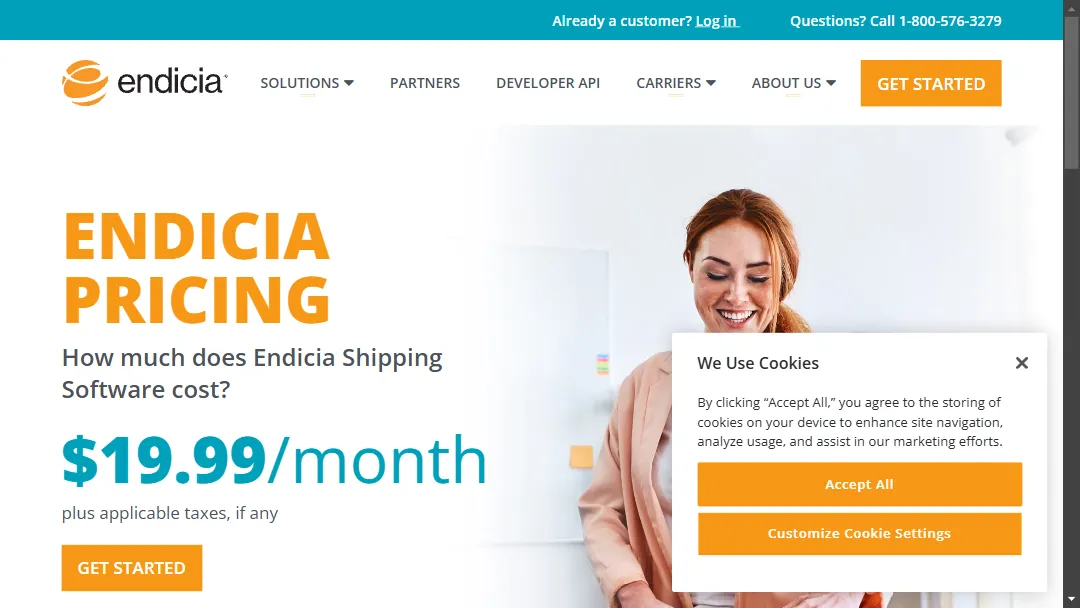 Already a customer? Log in
Questions? Call 1-800-576-3279
endicia
SOLUTIONS
PARTNERS
DEVELOPER API
CARRIERS
ABOUT US
GET STARTED
ENDICIA
PRICING
How much does Endicia Shipping
Software cost?
$19.99/month
plus applicable taxes, if any
GET STARTED
We Use Cookies
By clicking “Accept All,” you agree to the storing of
cookies on your device to enhance site navigation,
analyze usage, and assist in our marketing efforts.
Accept All
Customize Cookie Settings